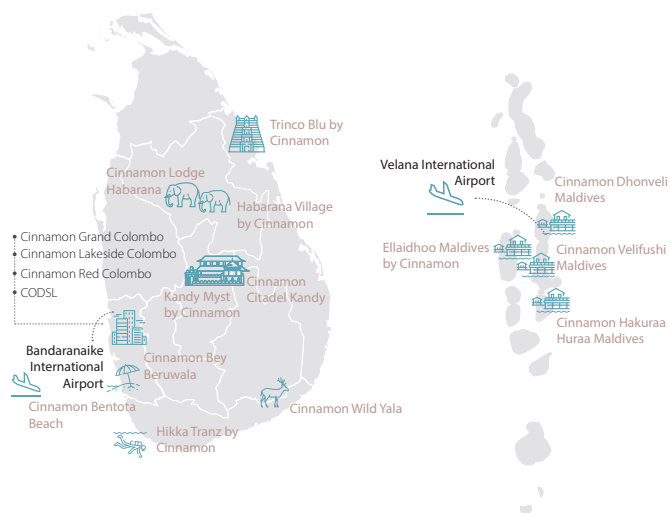 Trinco Blu by
Cinnamon
Cinnamon Lodge
Habarana
Habarana Village
by Cinnamon
Cinnamon Grand Colombo
Cinnamon Lakeside Colombo
Cinnamon Red Colombo
CODSL
Kandy Myst
by Cinnamon
Cinnamon
Citadel Kandy
Bandaranaike
International
Airport
Cinnamon Bey
Beruwala
Cinnamon Bentota
Beach
Hikka Tranz by
Cinnamon
Cinnamon Wild Yala
Velana International
Airport
Cinnamon Dhonveli
Maldives
Ellaidhoo Maldives
by Cinnamon
Cinnamon Velifushi
Maldives
Cinnamon Hakuraa
Huraa Maldives